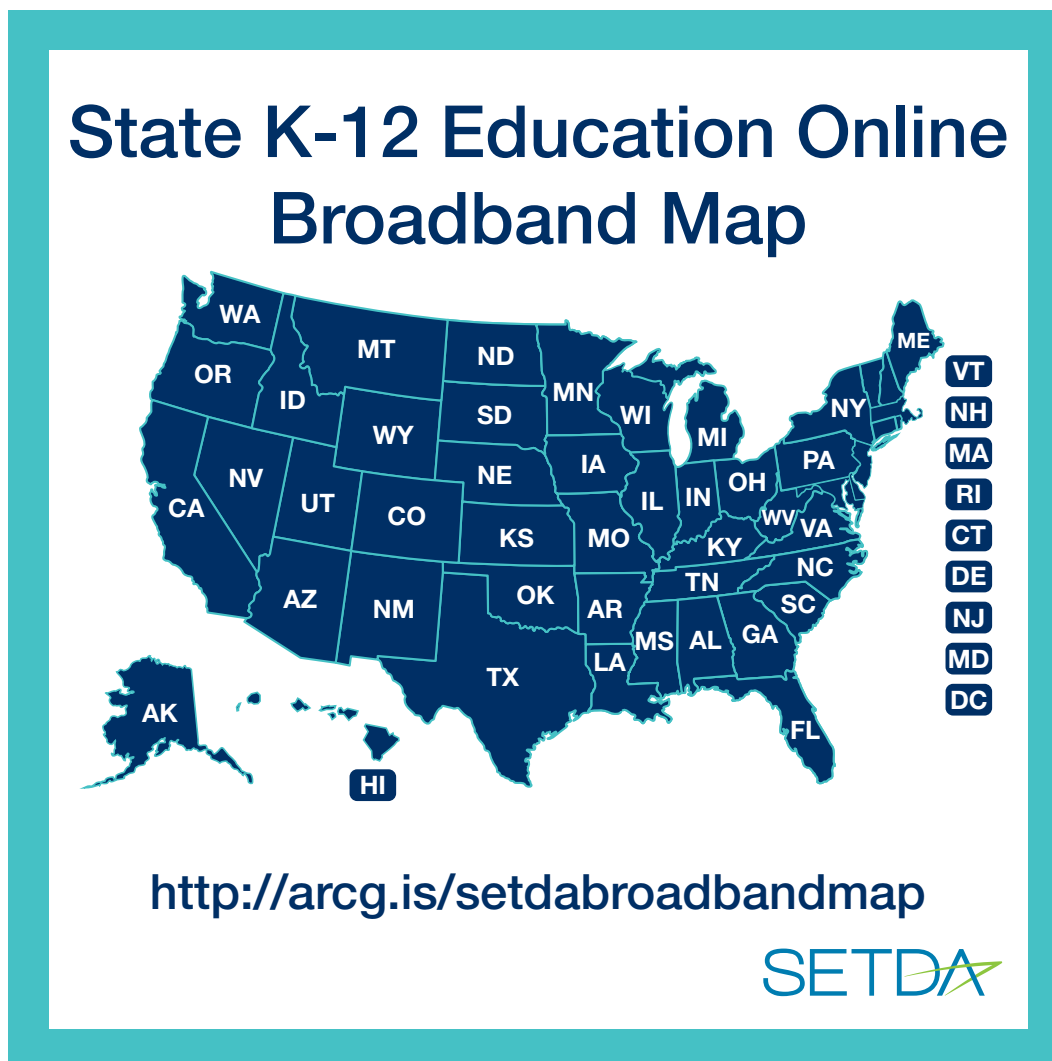 State K-12 Education Online
Broadband Map
WA
MT
ND
MN
ME
OR
ID
SD
WI
MI
NY
VT
NH
WY
MA
NV
NE
IA
PA
RI
CA
UT
CO
IL
IN
OH
WV
VA
CT
KS
MO
KY
DE
AZ
NM
OK
AR
TN
NC
SC
NJ
TX
LA
MS
AL
GA
MD
DC
AK
FL
HI
http://arcg.is/setdabroadbandmap
SETDA